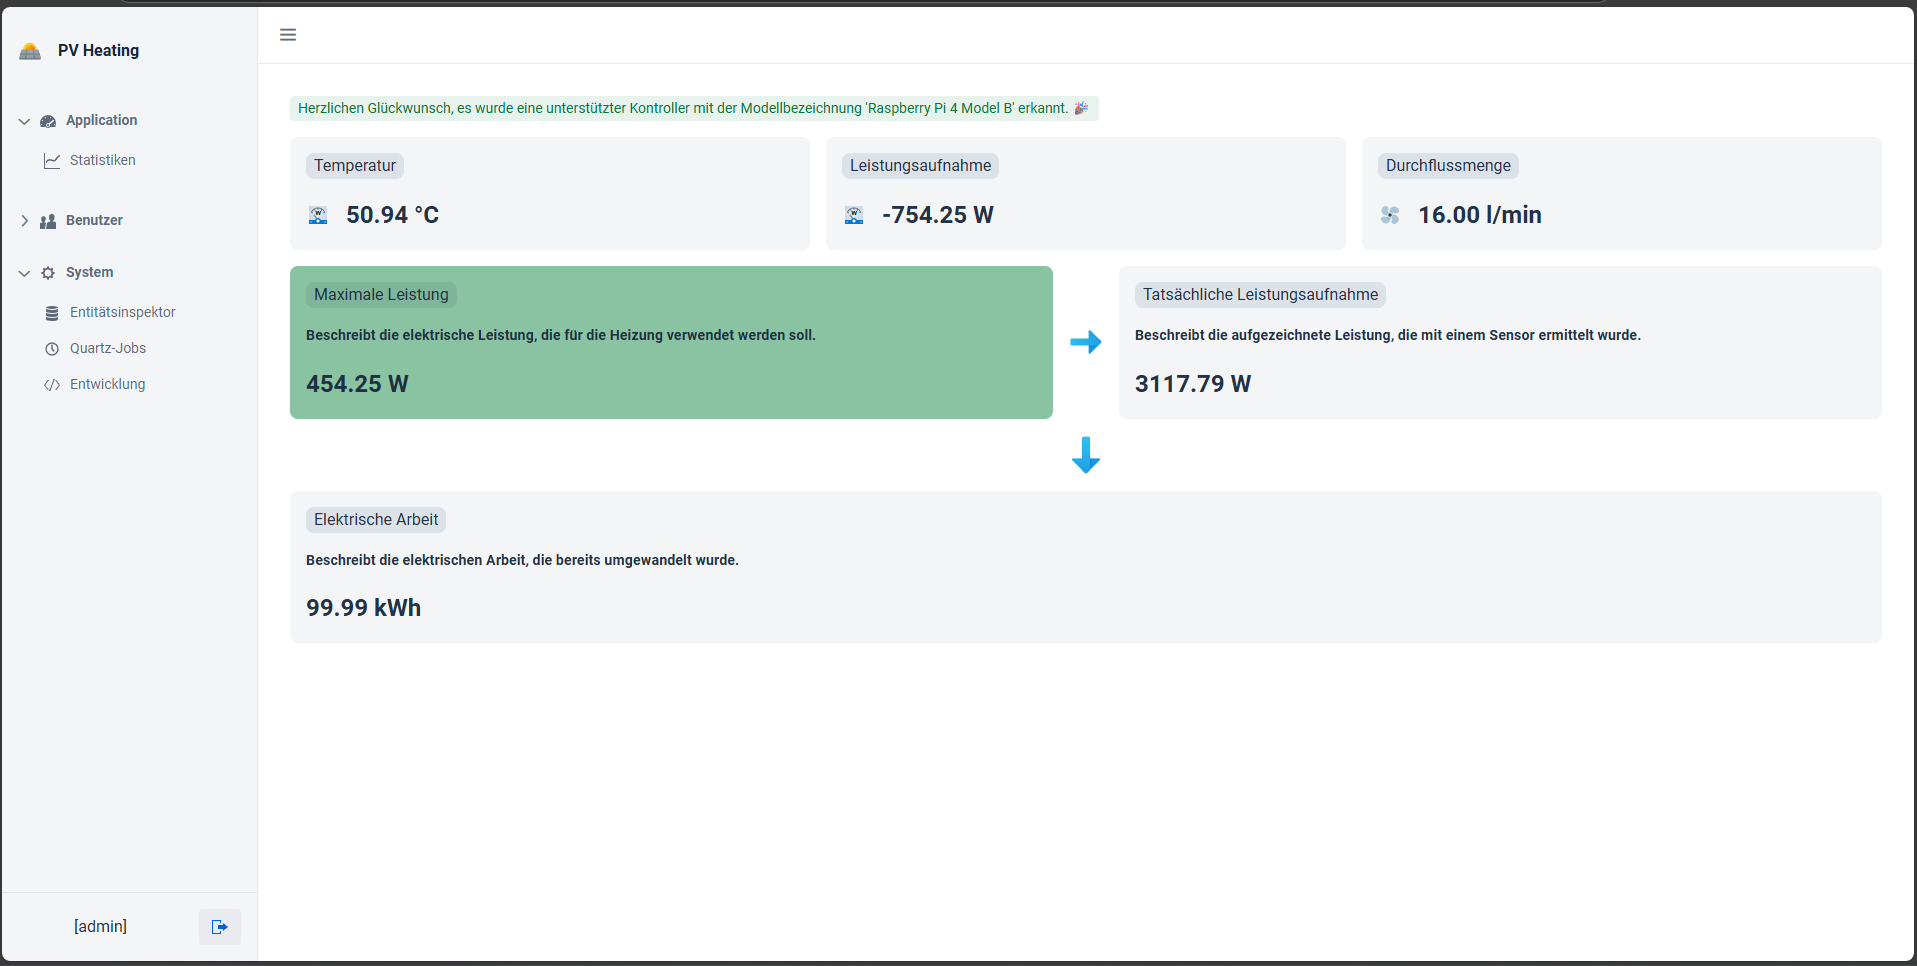 PV Heating
Application
Statistiken
Benutzer
System
Entitätsinspektor
Quartz-Jobs
Entwicklung
[admin]
Herzlichen Glückwunsch, es wurde eine unterstützter Kontroller mit der Modellbezeichnung 'Raspberry Pi 4 Model B' erkannt. 🎉
Temperatur
50.94 °C
Leistungsaufnahme
-754.25 W
Durchflussmenge
16.00 l/min
Maximale Leistung
Beschreibt die elektrische Leistung, die für die Heizung verwendet werden soll.
454.25 W
Tatsächliche Leistungsaufnahme
Beschreibt die aufgezeichnete Leistung, die mit einem Sensor ermittelt wurde.
3117.79 W
Elektrische Arbeit
Beschreibt die elektrischen Arbeit, die bereits umgewandelt wurde.
99.99 kWh